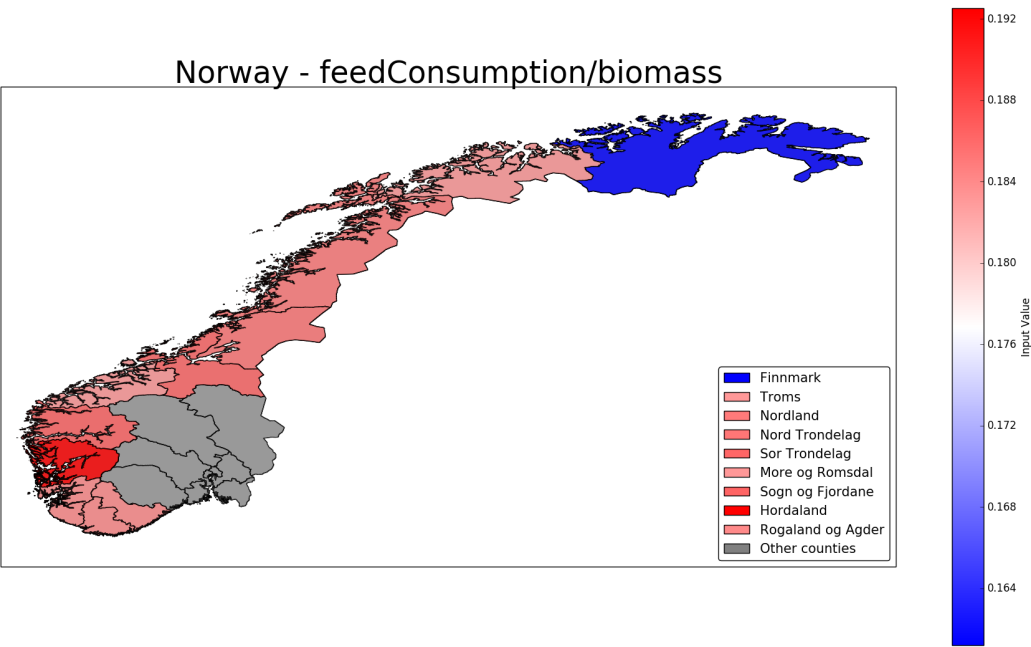 Norway - feedConsumption/biomass
Finnmark
Troms
Nordland
Nord Trondelag
Sor Trondelag
More og Romsdal
Sogn og Fjordane
Hordaland
Rogaland og Agder
Other counties
0.192
0.188
0.184
0.180
0.176
0.172
0.168
0.164
Input Value